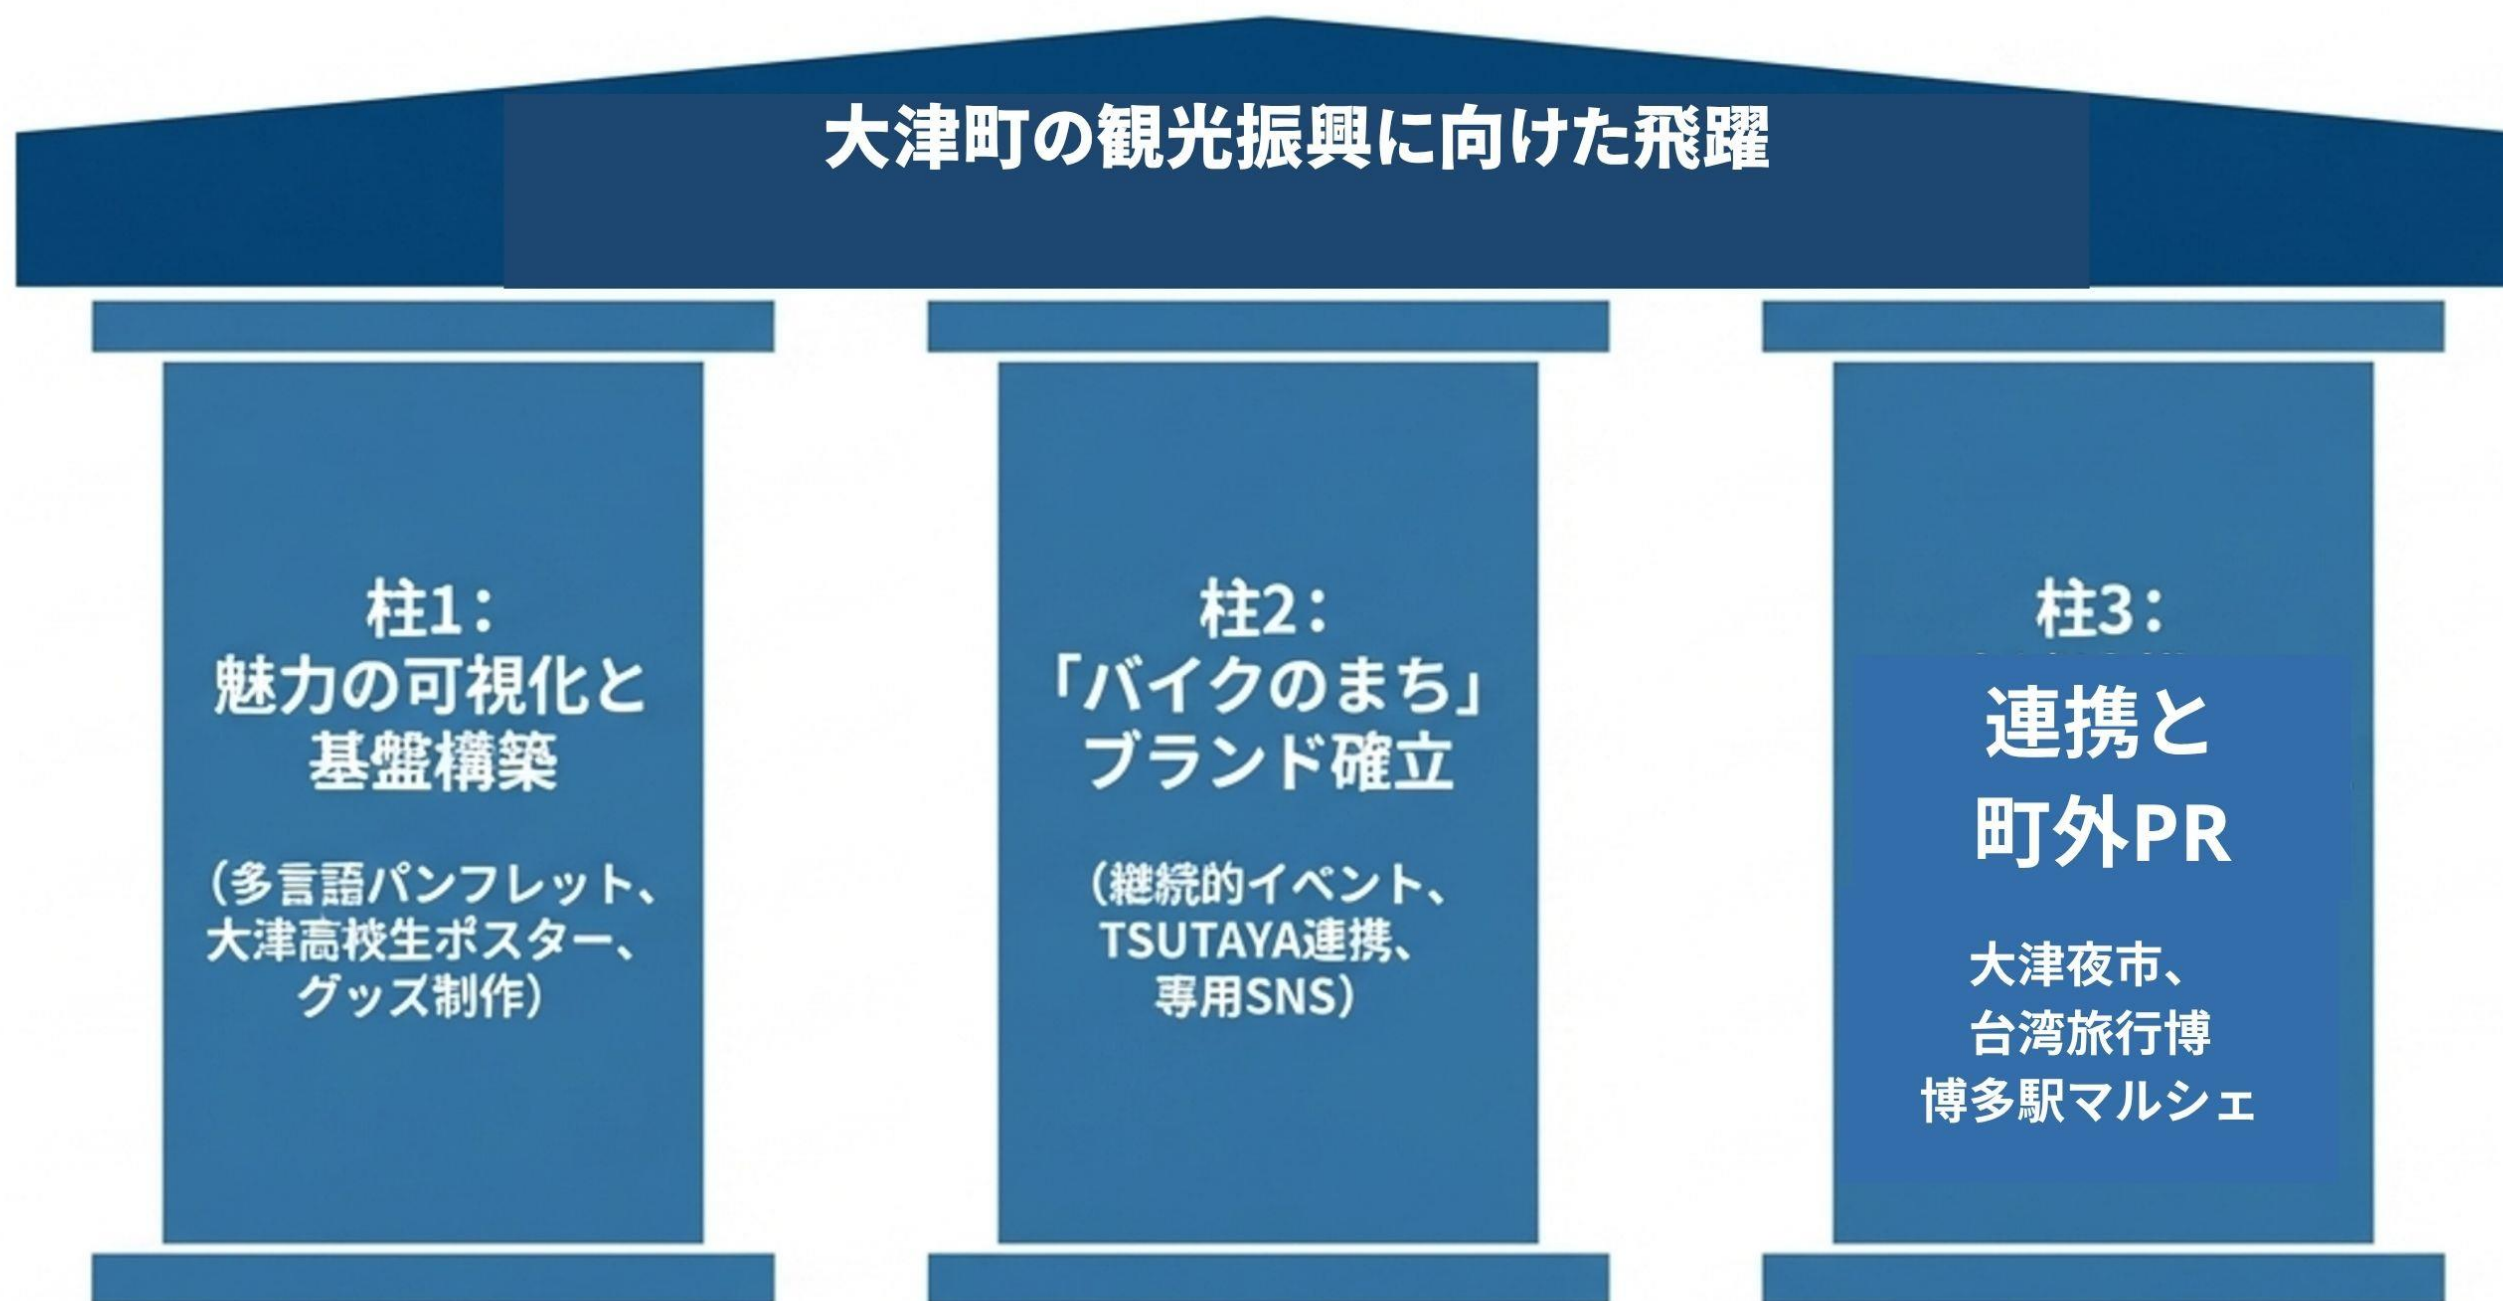 大津町の観光振興に向けた飛躍
柱1：
魅力の可視化と
基盤構築
（多言語パンフレット、
大津高校生ポスター、
グッズ制作）
柱2：
「バイクのまち」
ブランド確立
（継続的イベント、
TSUTAYA連携、
専用SNS）
柱3：
連携と
町外PR
大津夜市、
台湾旅行博
博多駅マルシェ